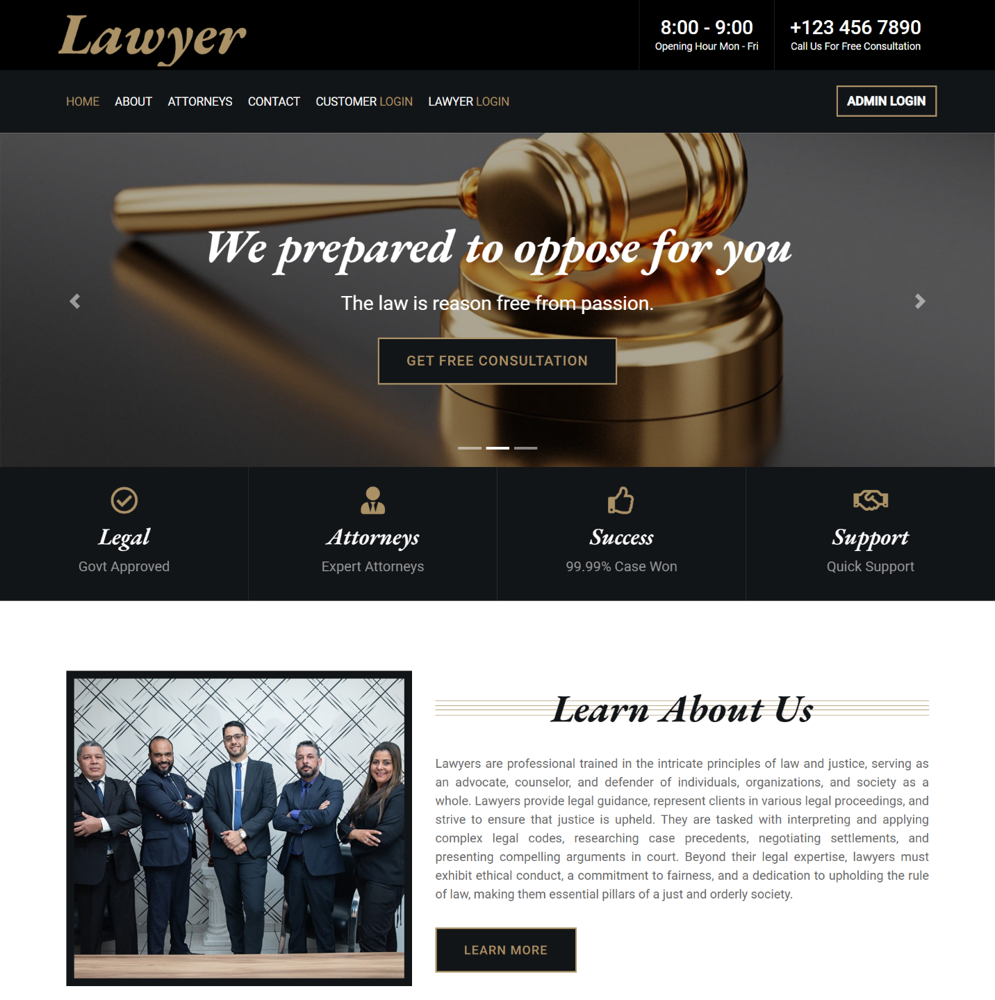 Lawyer
8:00 - 9:00
Opening Hour Mon - Fri
+123 456 7890
Call Us For Free Consultation
HOME ABOUT ATTORNEYS CONTACT CUSTOMER LOGIN LAWYER LOGIN
ADMIN LOGIN
We prepared to oppose for you
The law is reason free from passion.
GET FREE CONSULTATION
Legal
Govt Approved
Attorneys
Expert Attorneys
Success
99.99% Case Won
Support
Quick Support
Learn About Us
Lawyers are professional trained in the intricate principles of law and justice, serving as
an advocate, counselor, and defender of individuals, organizations, and society as a
whole. Lawyers provide legal guidance, represent clients in various legal proceedings, and
strive to ensure that justice is upheld. They are tasked with interpreting and applying
complex legal codes, researching case precedents, negotiating settlements, and
presenting compelling arguments in court. Beyond their legal expertise, lawyers must
exhibit ethical conduct, a commitment to fairness, and a dedication to upholding the rule
of law, making them essential pillars of a just and orderly society.
LEARN MORE